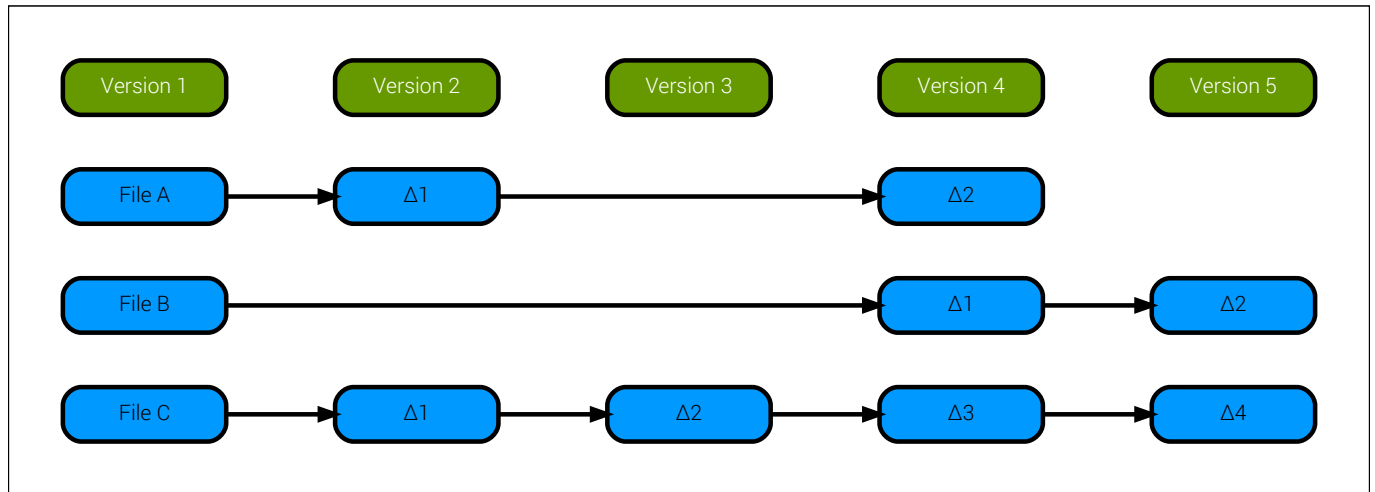 Version 1 Version 2 Version 3 Version 4 Version 5
File A Δ1 Δ2
File B Δ1 Δ2
File C Δ1 Δ2 Δ3 Δ4